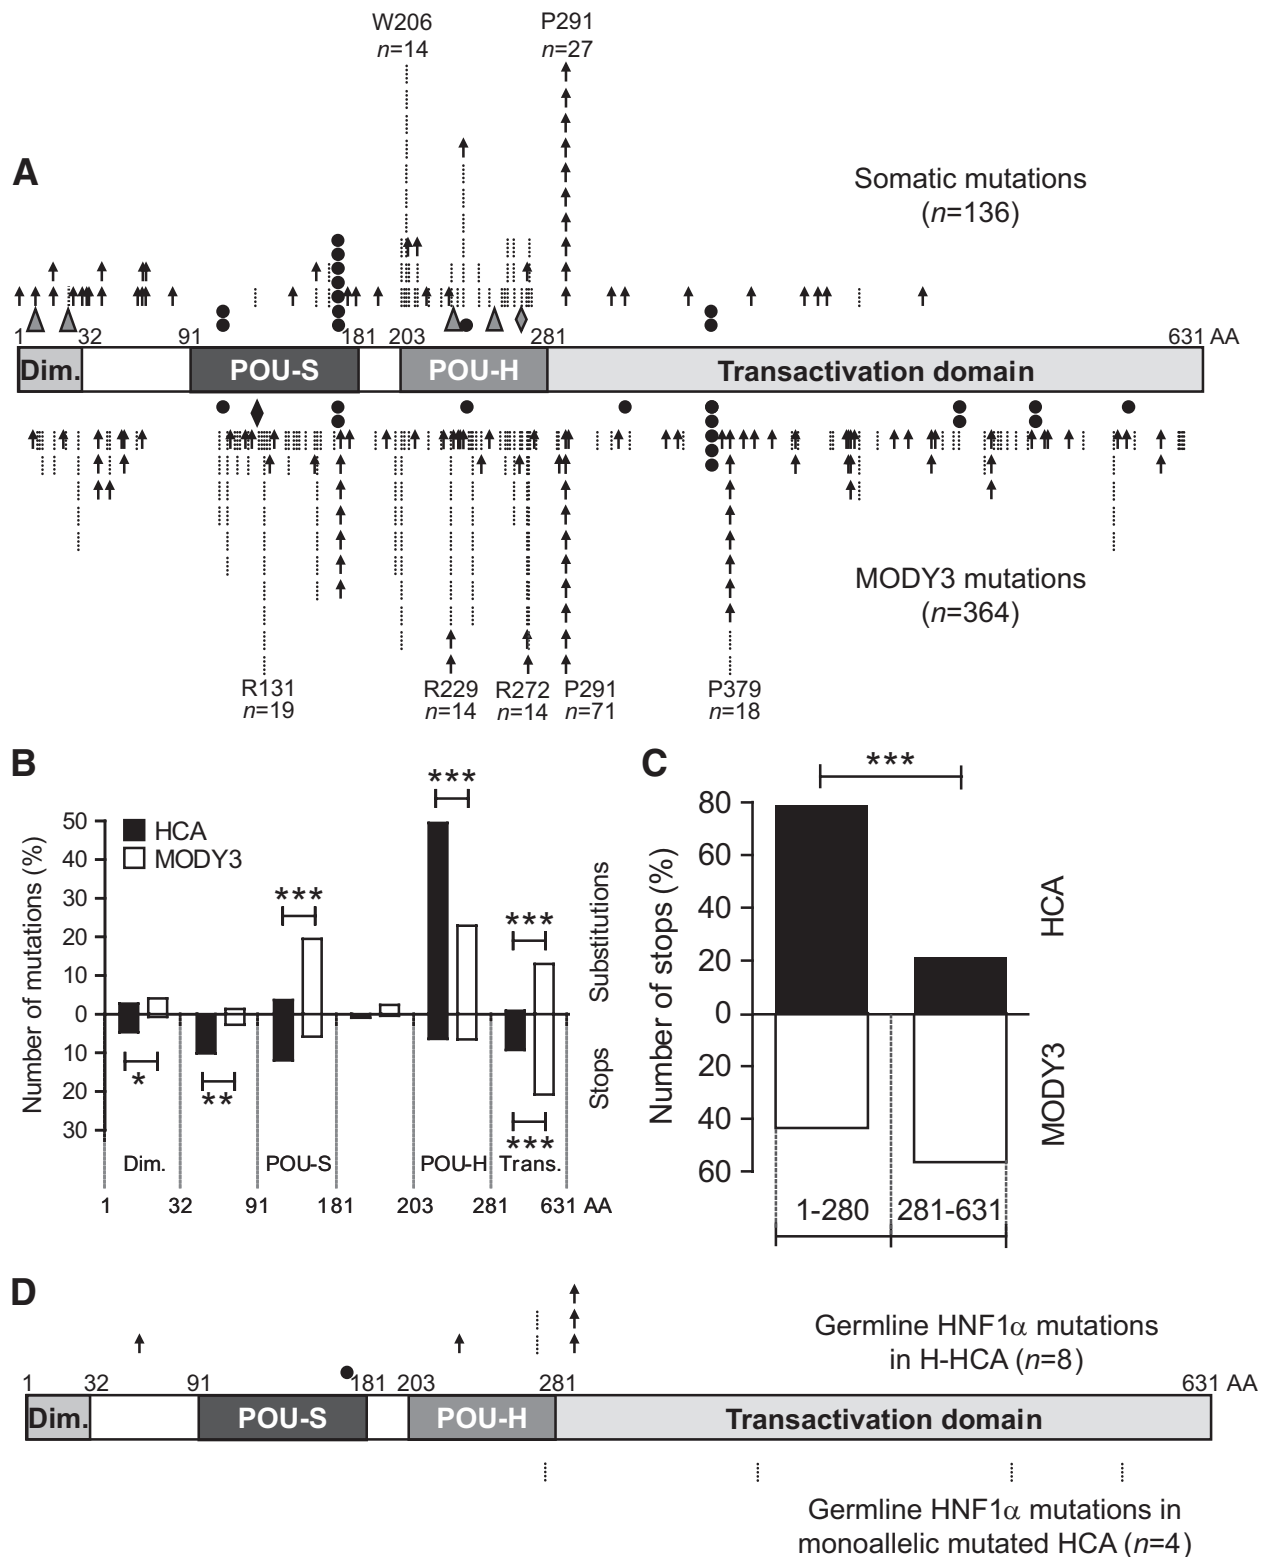 W206
n=14
P291
n=27
A
Somatic mutations
(n=136)
1 32 91 181 203 281 631 AA
Dim. POU-S POU-H Transactivation domain
MODY3 mutations
(n=364)
R131
n=19
R229
n=14
R272
n=14
P291
n=71
P379
n=18
B
***
50
40
30
20
10
0
10
20
30
Number of mutations (%)
HCA
MODY3
***
***
*
**
***
Substitutions
Stops
Dim. POU-S POU-H Trans.
1 32 91 181 203 281 631 AA
C
***
80
60
40
20
0
20
40
60
Number of stops (%)
HCA
MODY3
1-280 281-631
D
Germline HNF1α mutations
in H-HCA (n=8)
1 32 91 181 203 281 631 AA
Dim. POU-S POU-H Transactivation domain
Germline HNF1α mutations in
monoallelic mutated HCA (n=4)